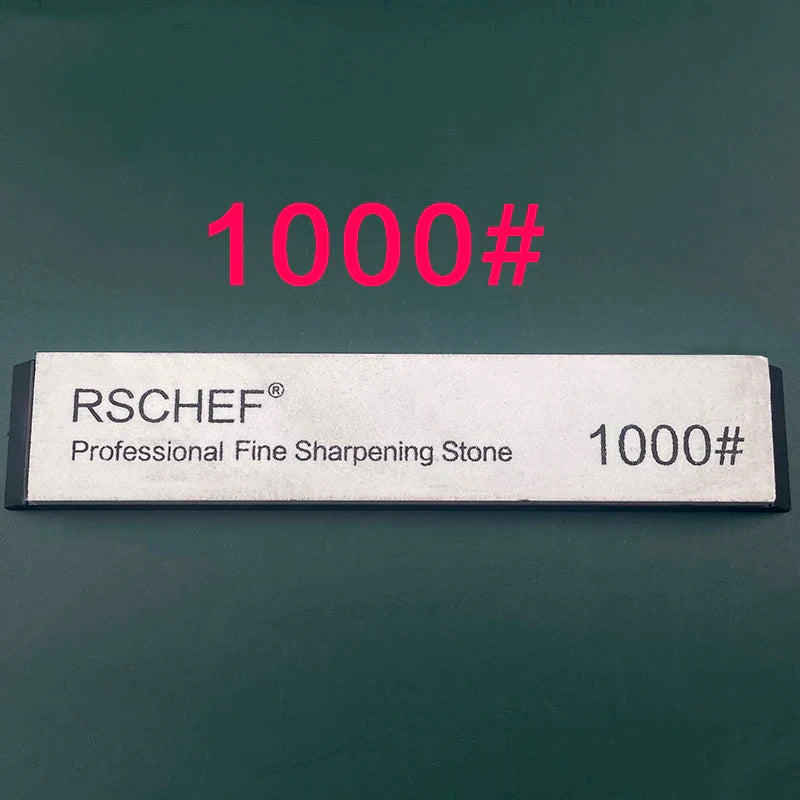 1000#
RSCHEF®
Professional Fine Sharpening Stone
1000#